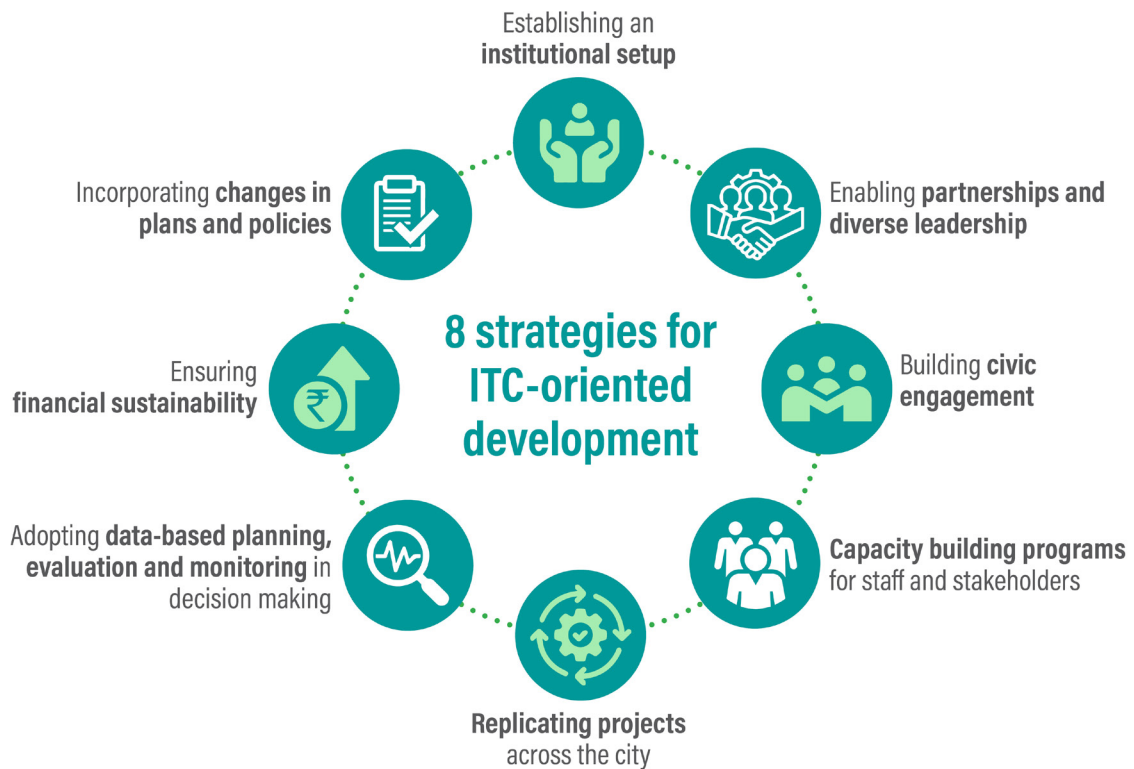 Establishing an
institutional setup
Enabling partnerships and
diverse leadership
Building civic
engagement
Capacity building programs
for staff and stakeholders
Replicating projects
across the city
Adopting data-based planning,
evaluation and monitoring in
decision making
Ensuring
financial sustainability
₹
Incorporating changes in
plans and policies
8 strategies for
ITC-oriented
development